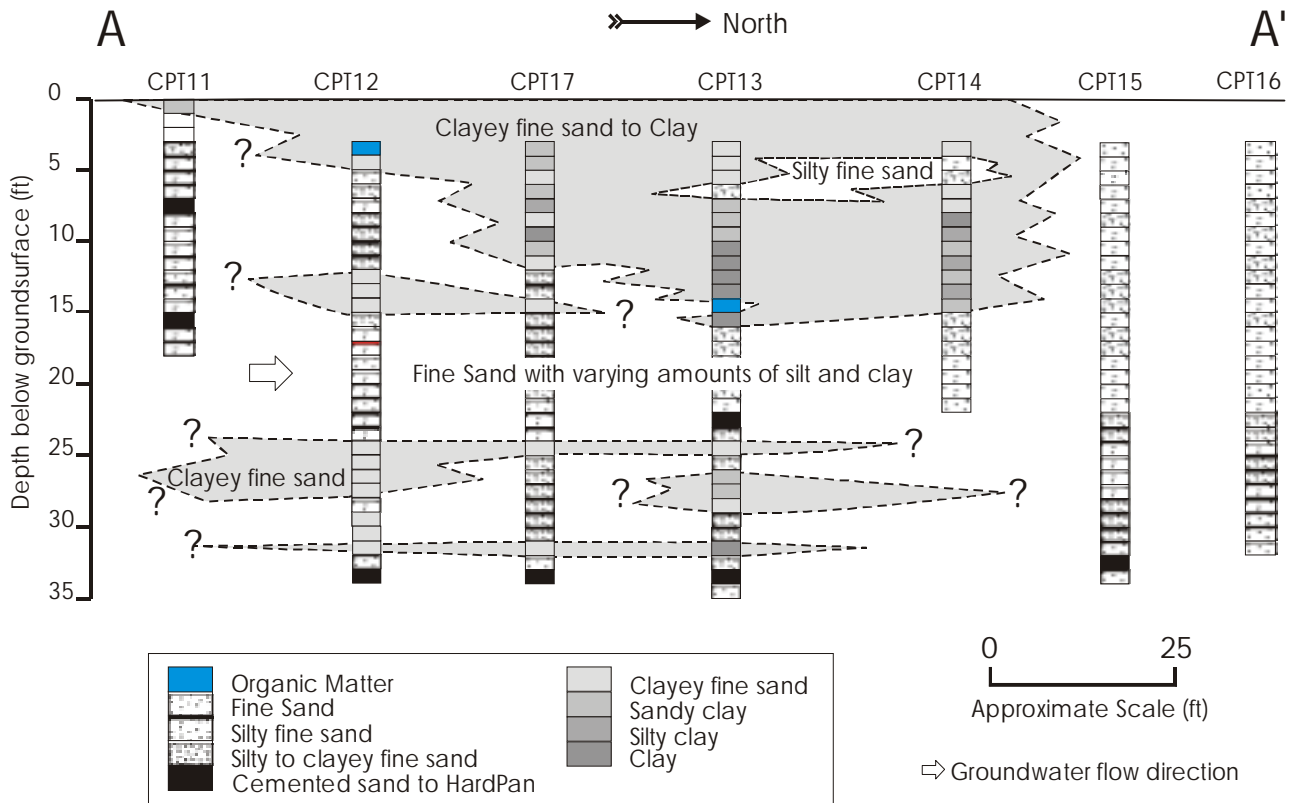 A
North
A'
CPT11 CPT12 CPT17 CPT13 CPT14 CPT15 CPT16
Depth below groundsurface (ft)
0
5
10
15
20
25
30
35
Clayey fine sand to Clay
?
Silty fine sand
?
?
Fine Sand with varying amounts of silt and clay
?
?
Clayey fine sand
?
?
?
?
Organic Matter
Fine Sand
Silty fine sand
Silty to clayey fine sand
Cemented sand to HardPan
Clayey fine sand
Sandy clay
Silty clay
Clay
0 25
Approximate Scale (ft)
Groundwater flow direction